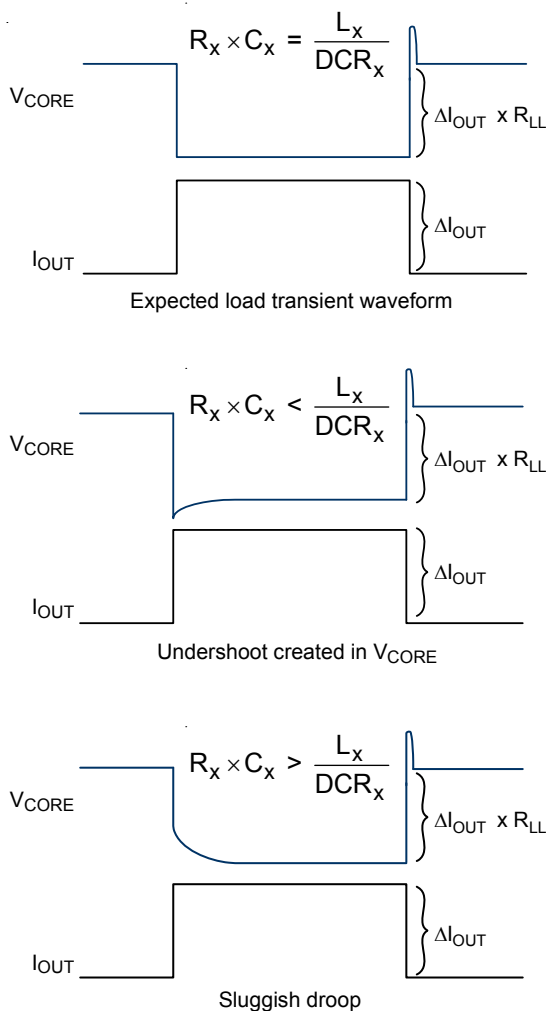 R_X × C_X = L_X / DCR_X
V_CORE
ΔI_OUT x R_LL
ΔI_OUT
I_OUT
Expected load transient waveform
R_X × C_X < L_X / DCR_X
V_CORE
ΔI_OUT x R_LL
ΔI_OUT
I_OUT
Undershoot created in V_CORE
R_X × C_X > L_X / DCR_X
V_CORE
ΔI_OUT x R_LL
ΔI_OUT
I_OUT
Sluggish droop